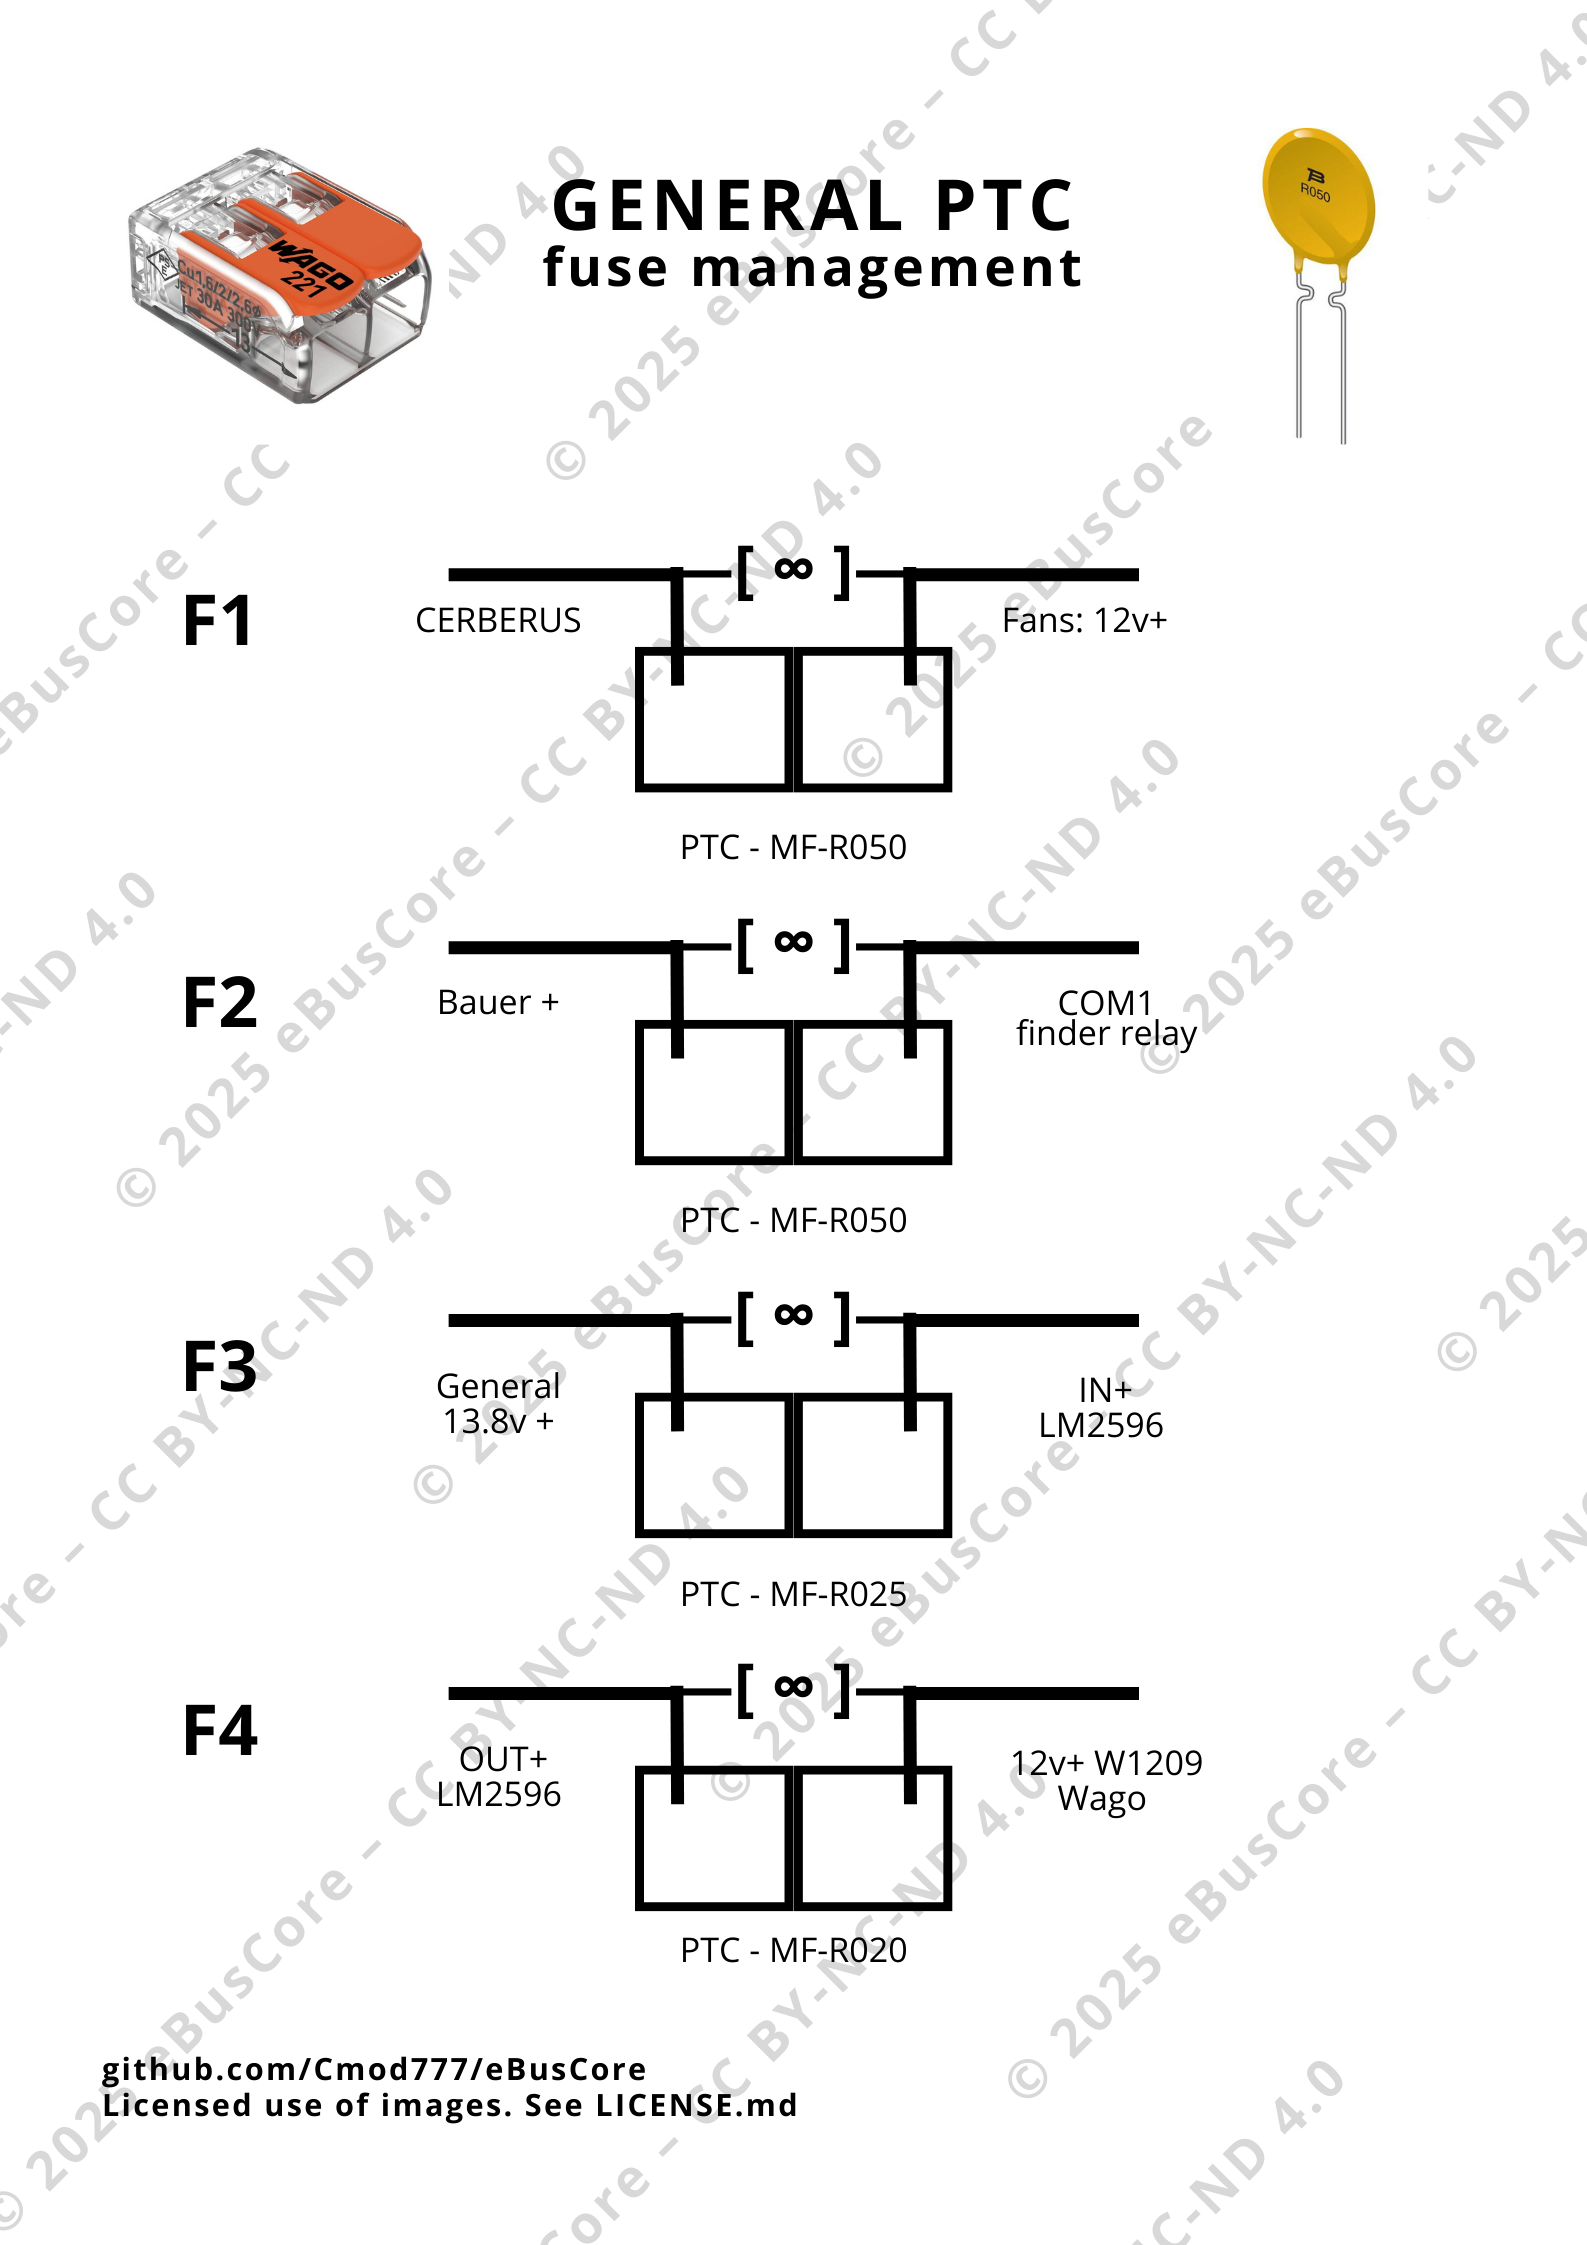 GENERAL PTC
fuse management
WAGO
221
Cu1,6/2/2,6ø
JET 30A 300V
R050
F1
CERBERUS
[ ∞ ]
Fans: 12v+
PTC - MF-R050
F2
Bauer +
[ ∞ ]
COM1
finder relay
PTC - MF-R050
F3
General
13.8v +
[ ∞ ]
IN+
LM2596
PTC - MF-R025
F4
OUT+
LM2596
[ ∞ ]
12v+ W1209
Wago
PTC - MF-R020
github.com/Cmod777/eBusCore
Licensed use of images. See LICENSE.md
© 2025 eBusCore – CC BY-NC-ND 4.0